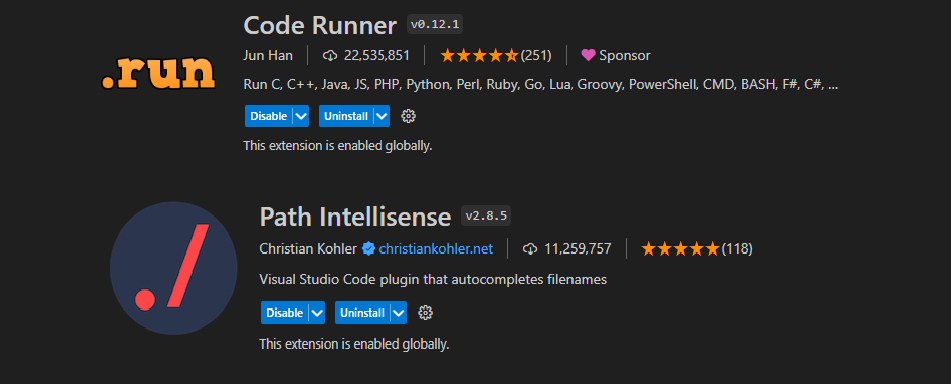 .run
Code Runner v0.12.1
Jun Han 22,535,851 (251) Sponsor
Run C, C++, Java, JS, PHP, Python, Perl, Ruby, Go, Lua, Groovy, PowerShell, CMD, BASH, F#, C#, ...
Disable Uninstall
This extension is enabled globally.
./
Path Intellisense v2.8.5
Christian Kohler christiankohler.net 11,259,757 (118)
Visual Studio Code plugin that autocompletes filenames
Disable Uninstall
This extension is enabled globally.